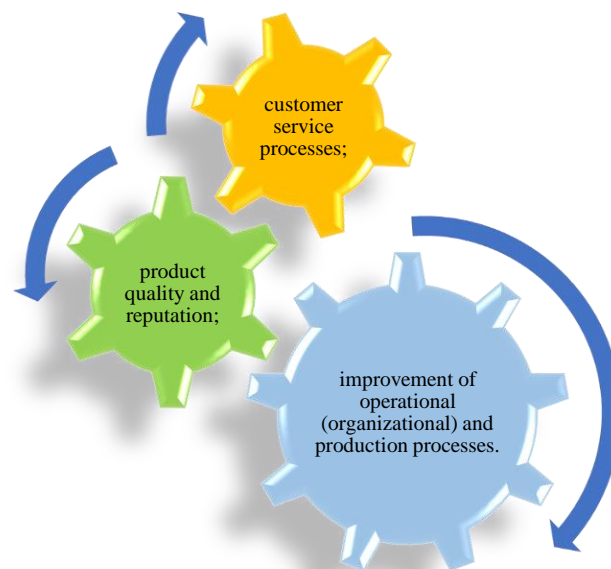 customer
service
processes;
product
quality and
reputation;
improvement of
operational
(organizational) and
production processes.